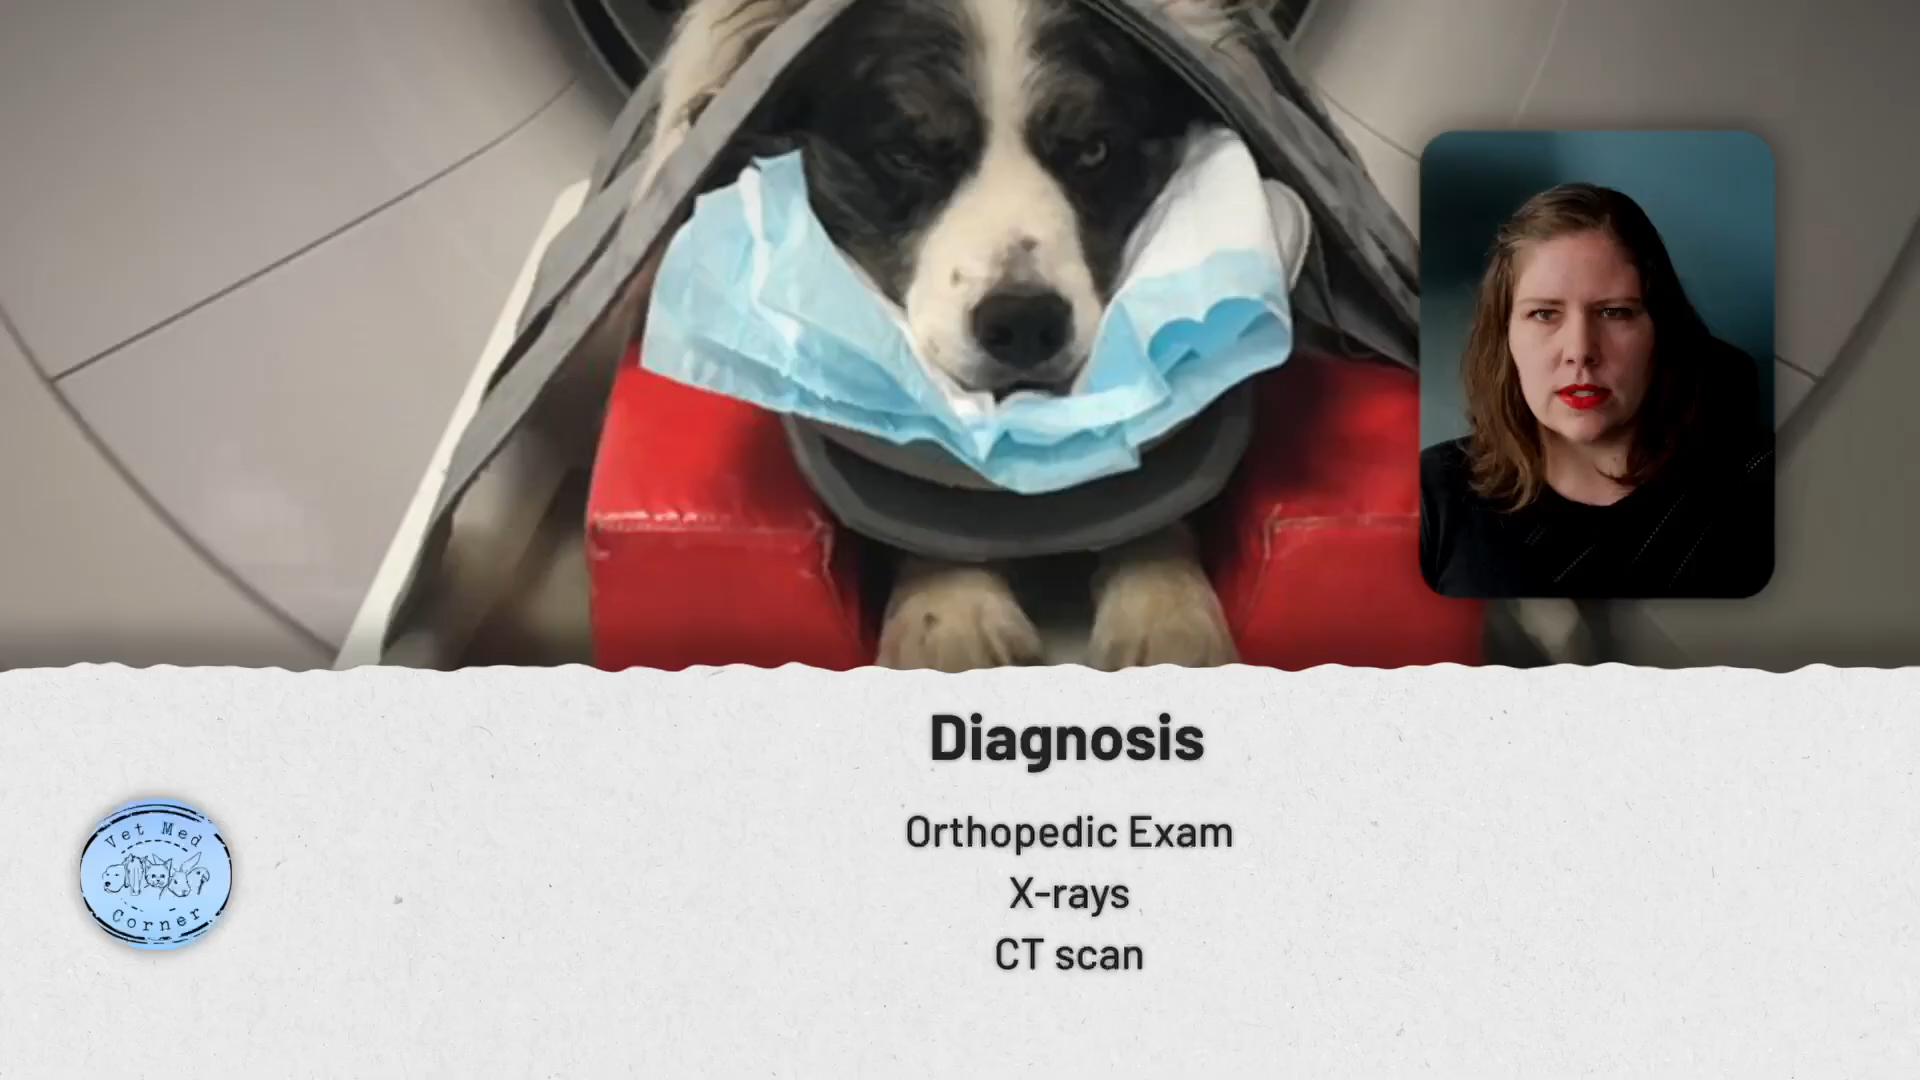 Diagnosis
Orthopedic Exam
X-rays
CT scan
Vet Med
Corner